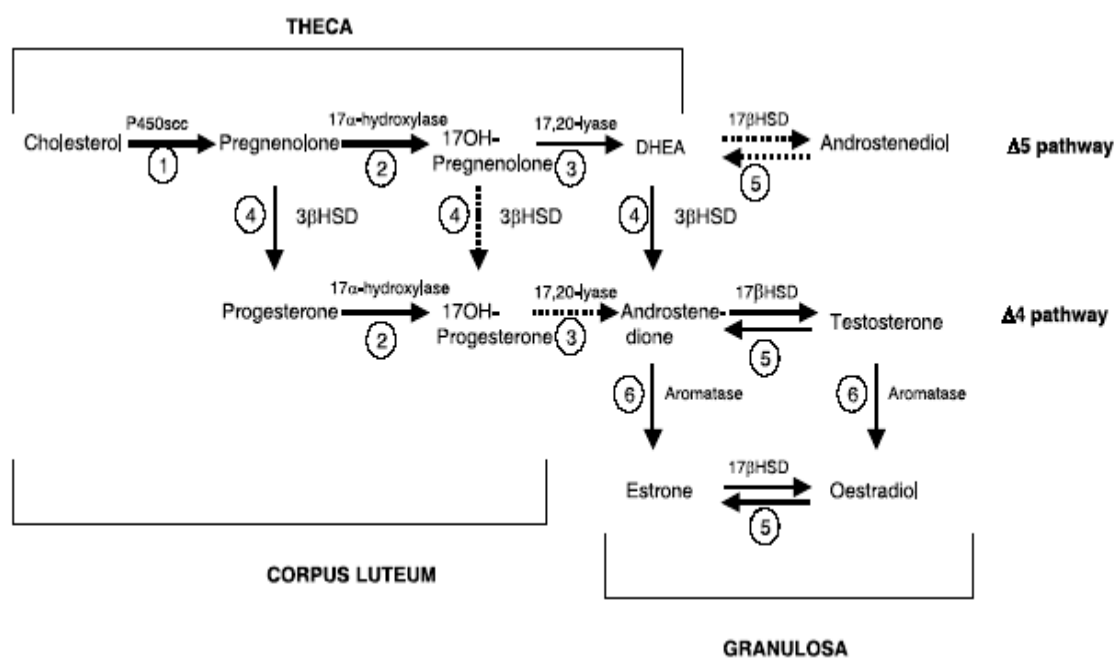 THECA
P450scc
17α-hydroxylase
17,20-lyase
17βHSD
Cholesterol
Pregnenolone
17OH-
Pregnenolone
DHEA
Androstenediol
Δ5 pathway
1
2
3
5
4
3βHSD
4
3βHSD
4
3βHSD
17α-hydroxylase
17,20-lyase
17βHSD
Progesterone
17OH-
Progesterone
Androstene-
dione
Testosterone
Δ4 pathway
2
3
5
6
Aromatase
6
Aromatase
17βHSD
Estrone
Oestradiol
5
CORPUS LUTEUM
GRANULOSA